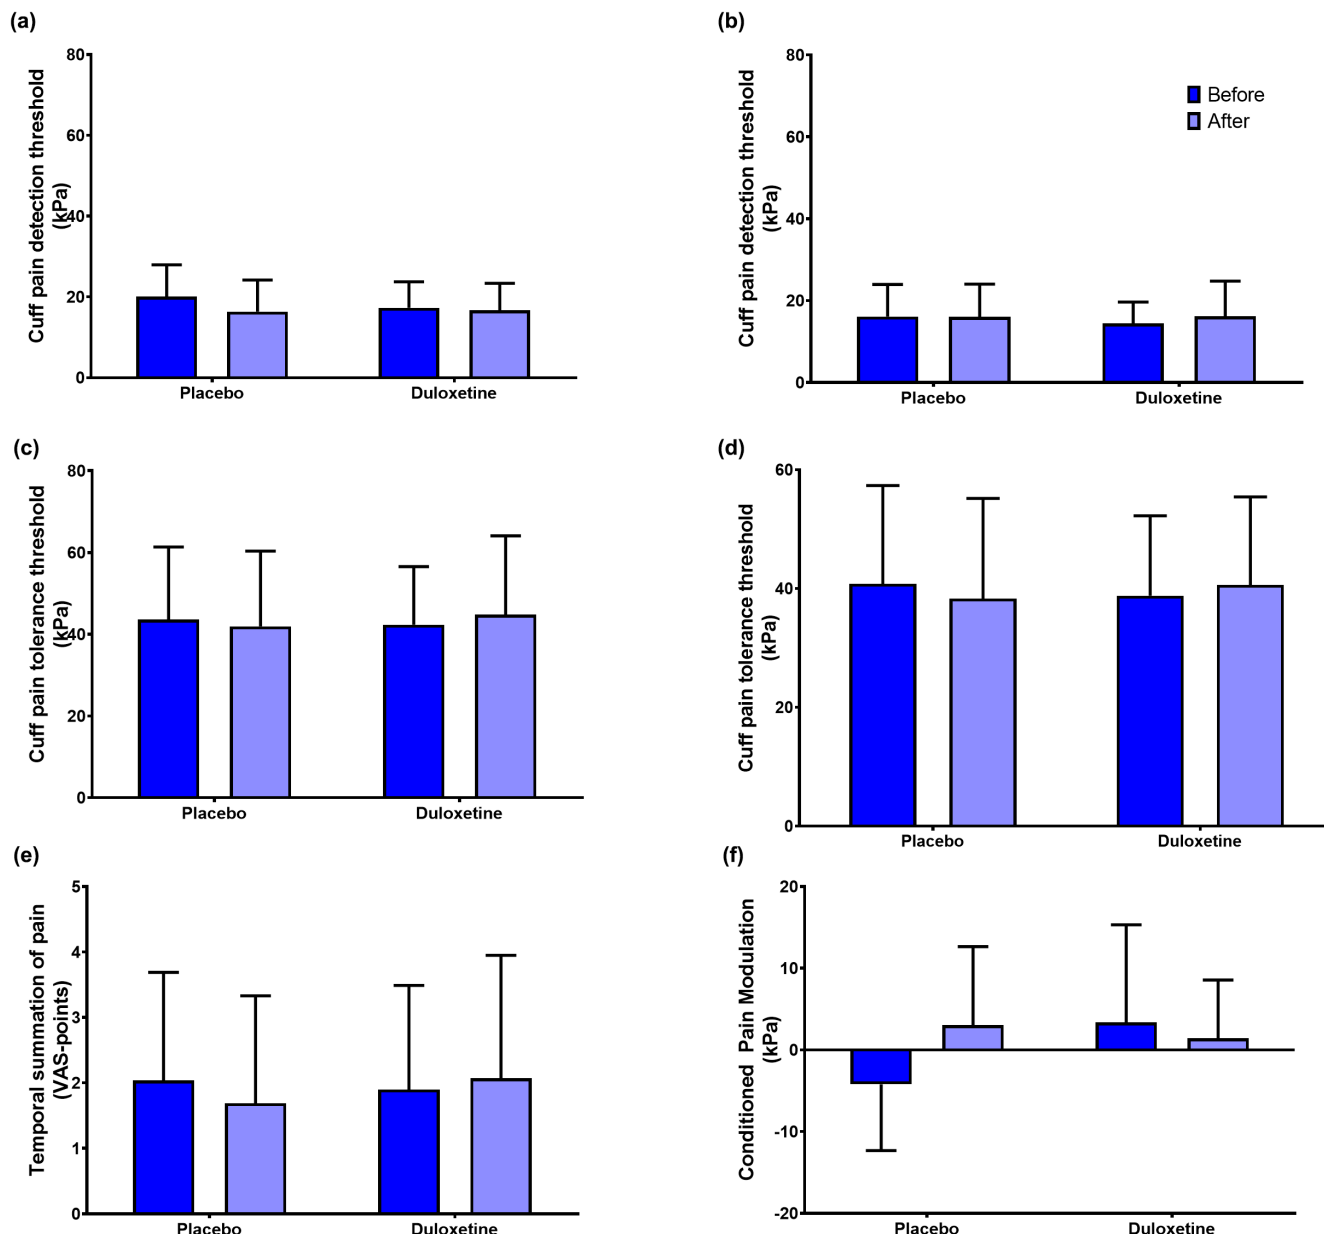 (a)
Cuff pain detection threshold
(kPa)
80
60
40
20
0
Placebo
Duloxetine
(b)
Cuff pain detection threshold
(kPa)
80
60
40
20
0
Before
After
Placebo
Duloxetine
(c)
Cuff pain tolerance threshold
(kPa)
80
60
40
20
0
Placebo
Duloxetine
(d)
Cuff pain tolerance threshold
(kPa)
60
40
20
0
Placebo
Duloxetine
(e)
Temporal summation of pain
(VAS-points)
5
4
3
2
1
0
Placebo
Duloxetine
(f)
Conditioned Pain Modulation
(kPa)
20
10
0
-10
-20
Placebo
Duloxetine